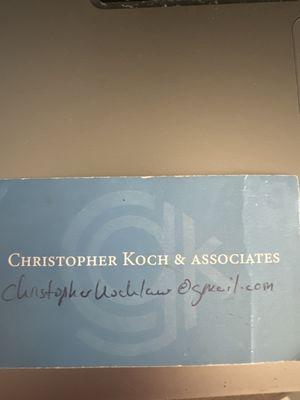 CHRISTOPHER KOCH & ASSOCIATES
christopherkochlaw@gmail.com